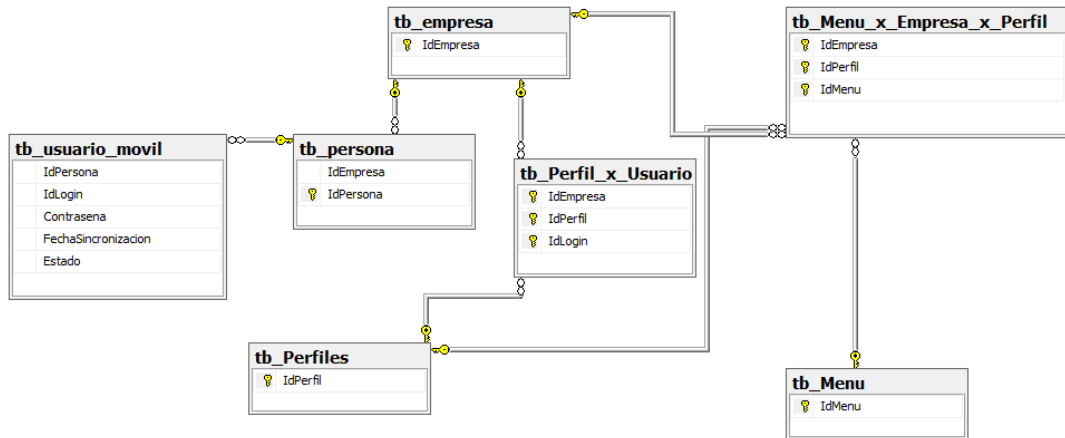 tb_empresa
IdEmpresa
tb_Menu_x_Empresa_x_Perfil
IdEmpresa
IdPerfil
IdMenu
tb_usuario_movil
IdPersona
IdLogin
Contrasena
FechaSincronizacion
Estado
tb_persona
IdEmpresa
IdPersona
tb_Perfil_x_Usuario
IdEmpresa
IdPerfil
IdLogin
tb_Perfiles
IdPerfil
tb_Menu
IdMenu